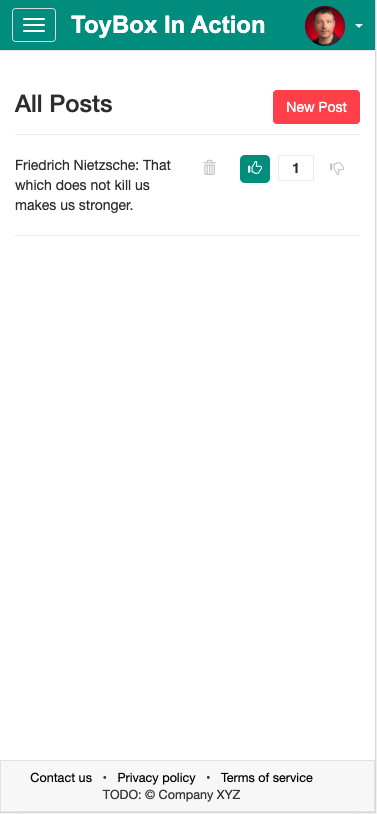 ToyBox In Action
All Posts
New Post
Friedrich Nietzsche: That
which does not kill us
makes us stronger.
1
Contact us • Privacy policy • Terms of service
TODO: © Company XYZ